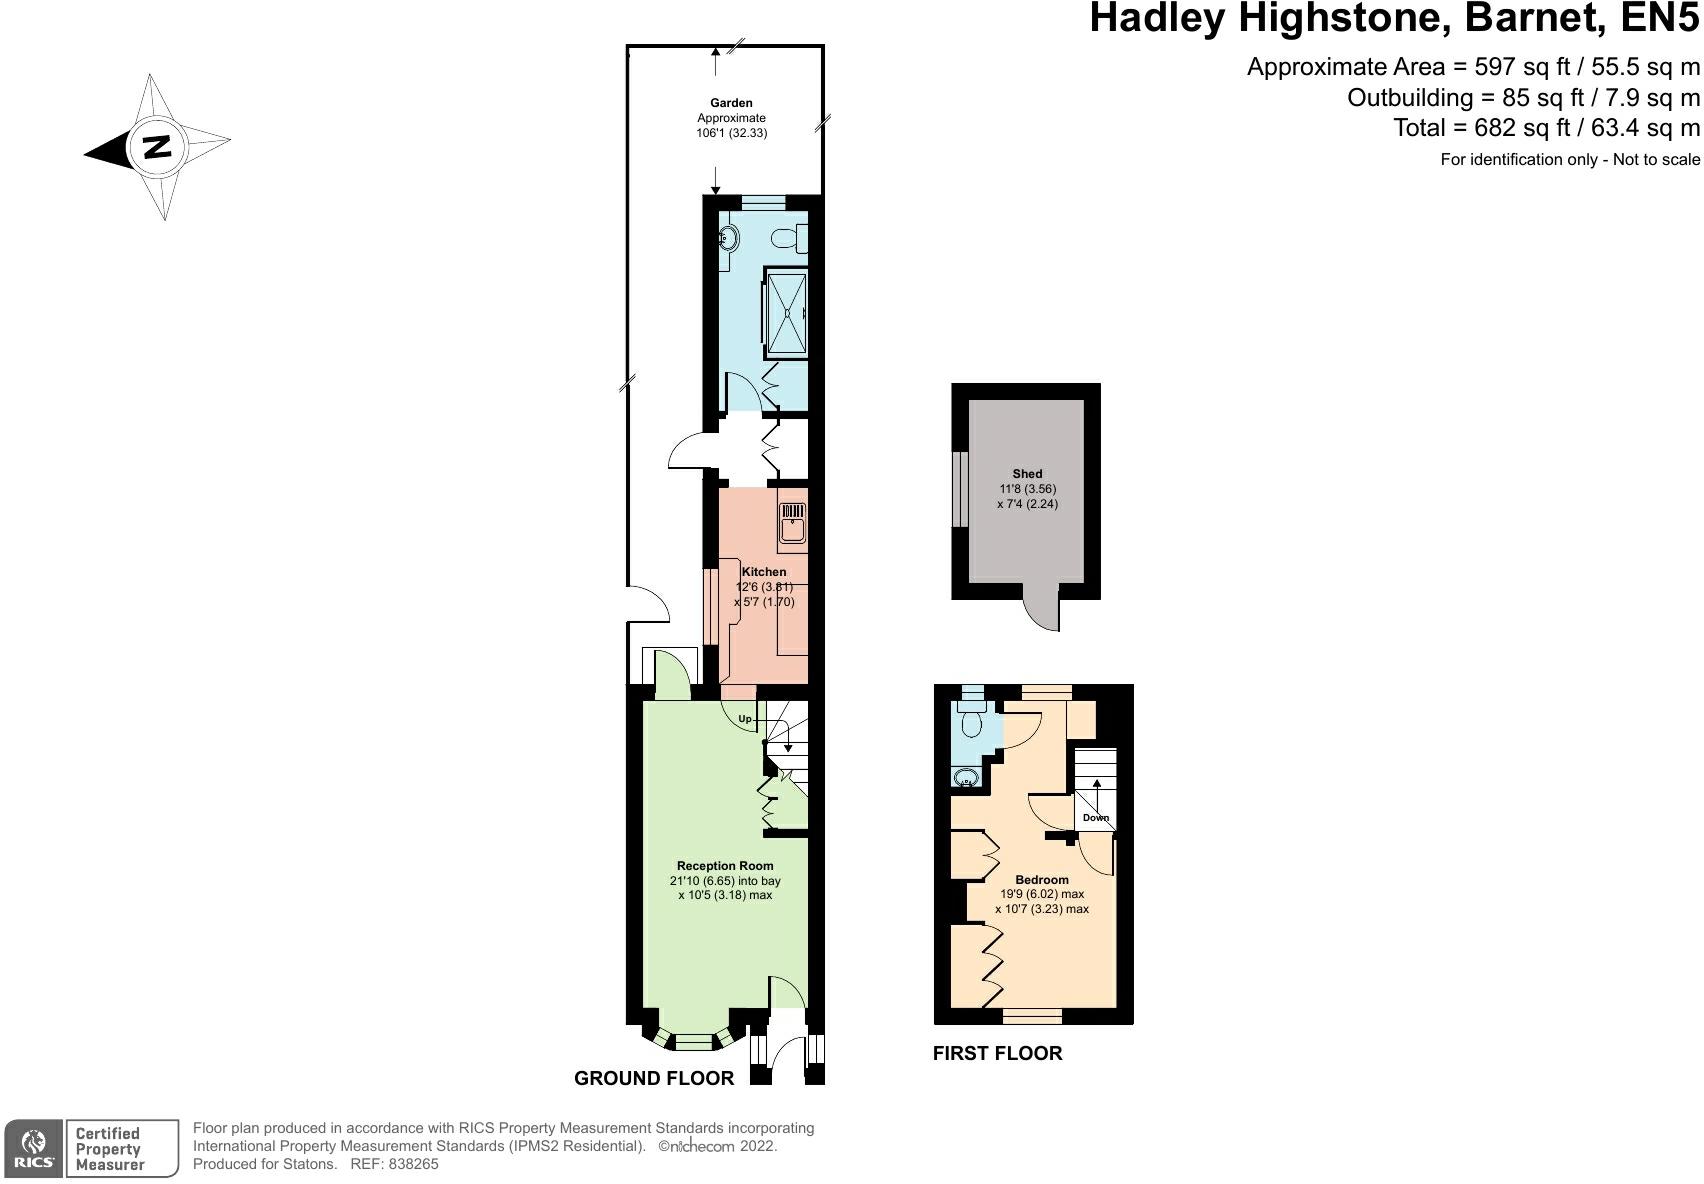 Hadley Highstone, Barnet, EN5
Approximate Area = 597 sq ft / 55.5 sq m
Outbuilding = 85 sq ft / 7.9 sq m
Total = 682 sq ft / 63.4 sq m
For identification only - Not to scale
N
Garden
Approximate
106'1 (32.33)
Kitchen
12'6 (3.81)
x 5'7 (1.70)
Up
Reception Room
21'10 (6.65) into bay
x 10'5 (3.18) max
GROUND FLOOR
Shed
11'8 (3.56)
x 7'4 (2.24)
Down
Bedroom
19'9 (6.02) max
x 10'7 (3.23) max
FIRST FLOOR
RICS
Certified
Property
Measurer
Floor plan produced in accordance with RICS Property Measurement Standards incorporating
International Property Measurement Standards (IPMS2 Residential). ©nichecom 2022.
Produced for Statons. REF: 838265